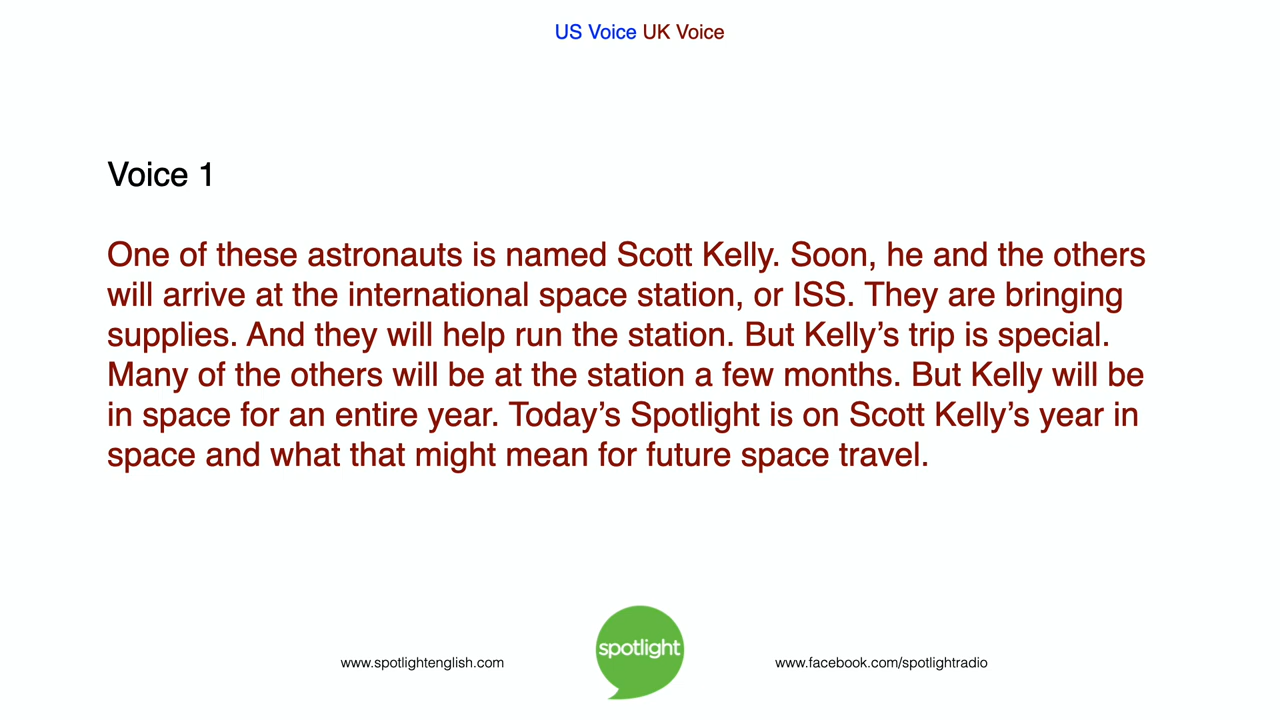 US Voice UK Voice
Voice 1
One of these astronauts is named Scott Kelly. Soon, he and the others
will arrive at the international space station, or ISS. They are bringing
supplies. And they will help run the station. But Kelly’s trip is special.
Many of the others will be at the station a few months. But Kelly will be
in space for an entire year. Today’s Spotlight is on Scott Kelly’s year in
space and what that might mean for future space travel.
www.spotlightenglish.com
spotlight
www.facebook.com/spotlightradio